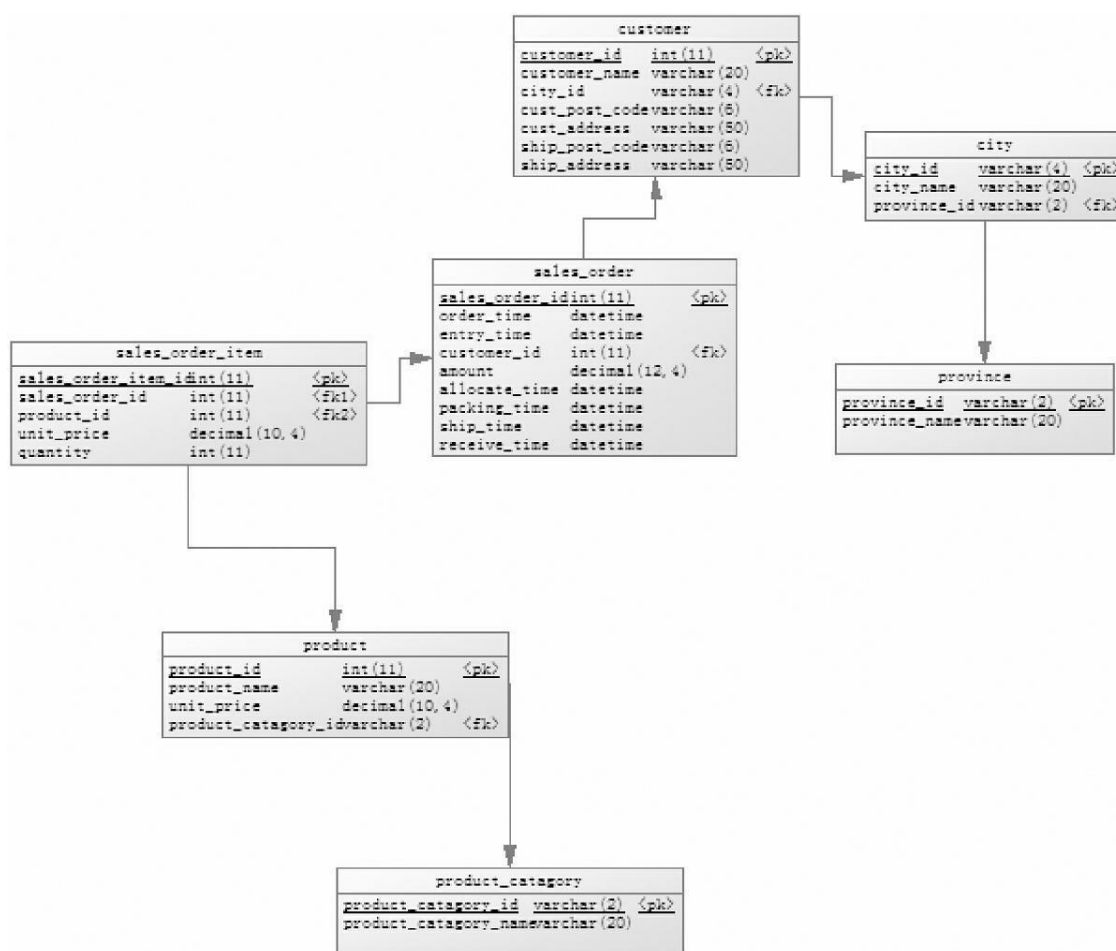 customer
customer_id int(11) <pk>
customer_name varchar(20)
city_id varchar(4) <fk>
cust_post_code varchar(6)
cust_address varchar(50)
ship_post_code varchar(6)
ship_address varchar(50)
city
city_id varchar(4) <pk>
city_name varchar(20)
province_id varchar(2) <fk>
sales_order
sales_order_id int(11) <pk>
order_time datetime
entry_time datetime
customer_id int(11) <fk>
amount decimal(12,4)
allocate_time datetime
packing_time datetime
ship_time datetime
receive_time datetime
sales_order_item
sales_order_item_id int(11) <pk>
sales_order_id int(11) <fk1>
product_id int(11) <fk2>
unit_price decimal(10,4)
quantity int(11)
province
province_id varchar(2) <pk>
province_name varchar(20)
product
product_id int(11) <pk>
product_name varchar(20)
unit_price decimal(10,4)
product_catagory_id varchar(2) <fk>
product_catagory
product_catagory_id varchar(2) <pk>
product_catagory_name varchar(20)